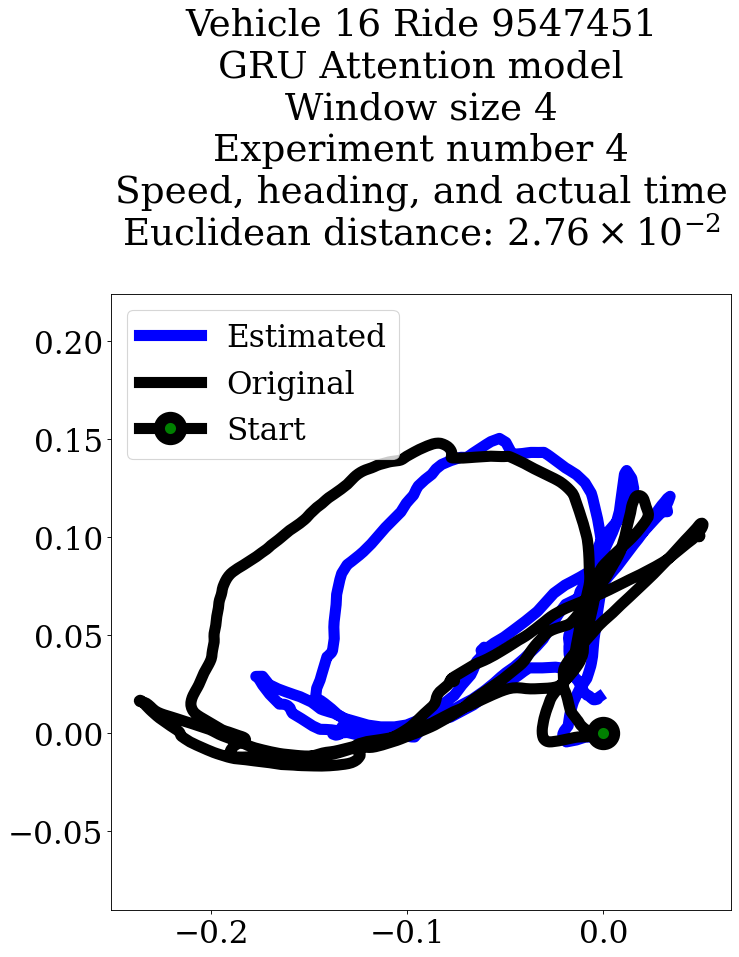 Vehicle 16 Ride 9547451
GRU Attention model
Window size 4
Experiment number 4
Speed, heading, and actual time
Euclidean distance: 2.76 × 10⁻²
Estimated
Original
Start
0.20
0.15
0.10
0.05
0.00
−0.05
−0.2 −0.1 0.0